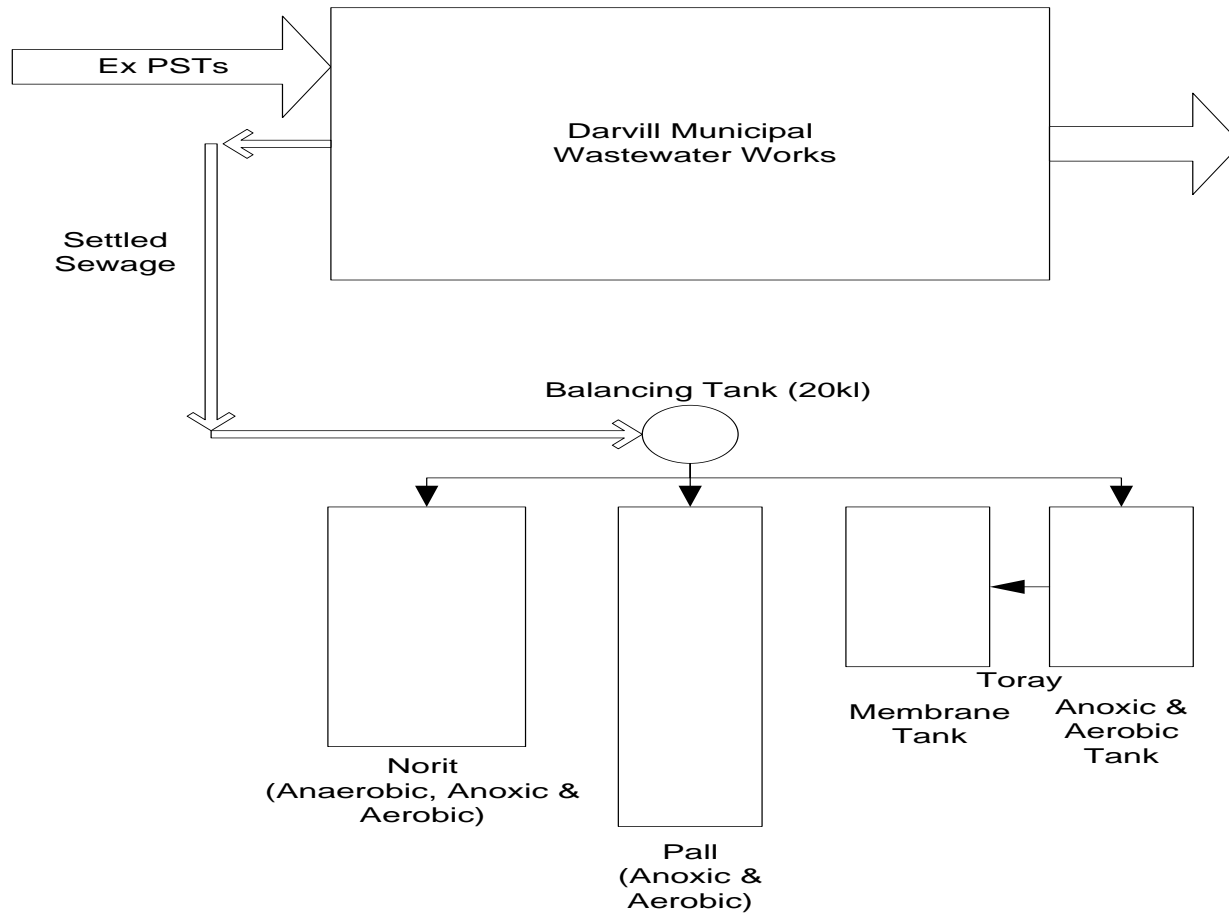 Ex PSTs
Darvill Municipal
Wastewater Works
Settled
Sewage
Balancing Tank (20kl)
Norit
(Anaerobic, Anoxic &
Aerobic)
Pall
(Anoxic &
Aerobic)
Toray
Membrane
Tank
Anoxic &
Aerobic
Tank